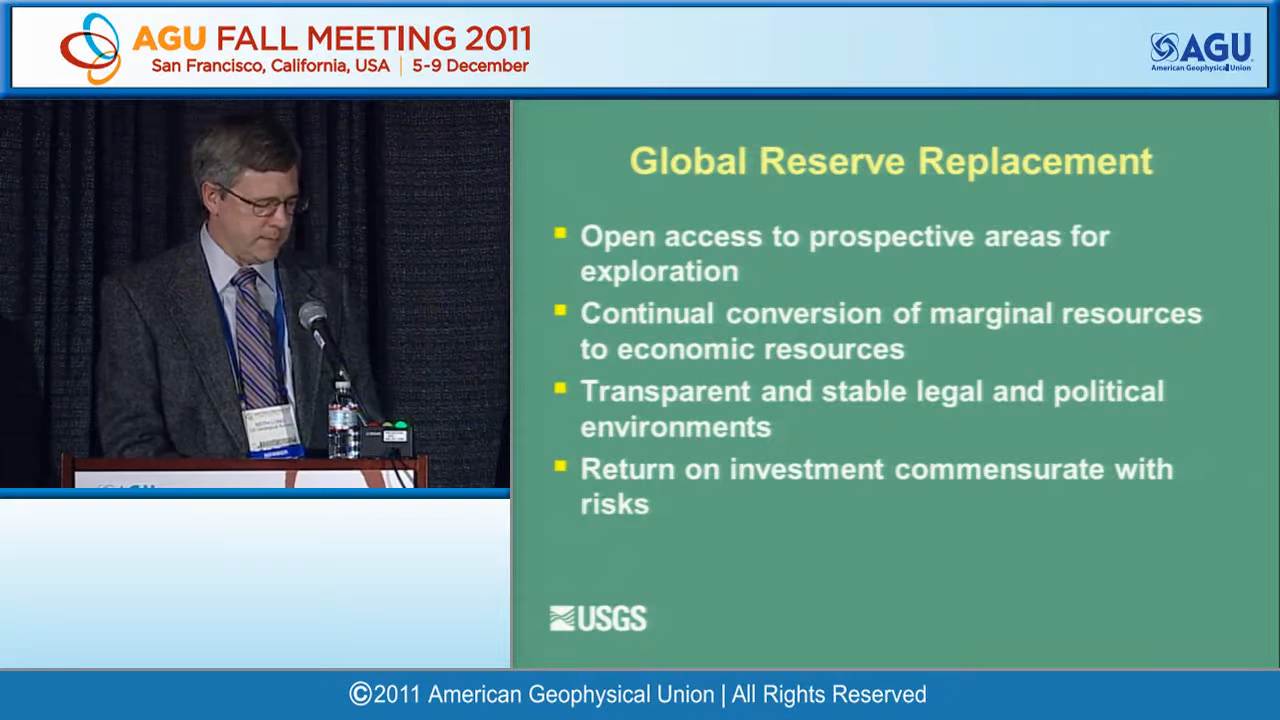 AGU FALL MEETING 2011
San Francisco, California, USA | 5-9 December
AGU
American Geophysical Union
Global Reserve Replacement
Open access to prospective areas for
exploration
Continual conversion of marginal resources
to economic resources
Transparent and stable legal and political
environments
Return on investment commensurate with
risks
USGS
©2011 American Geophysical Union | All Rights Reserved